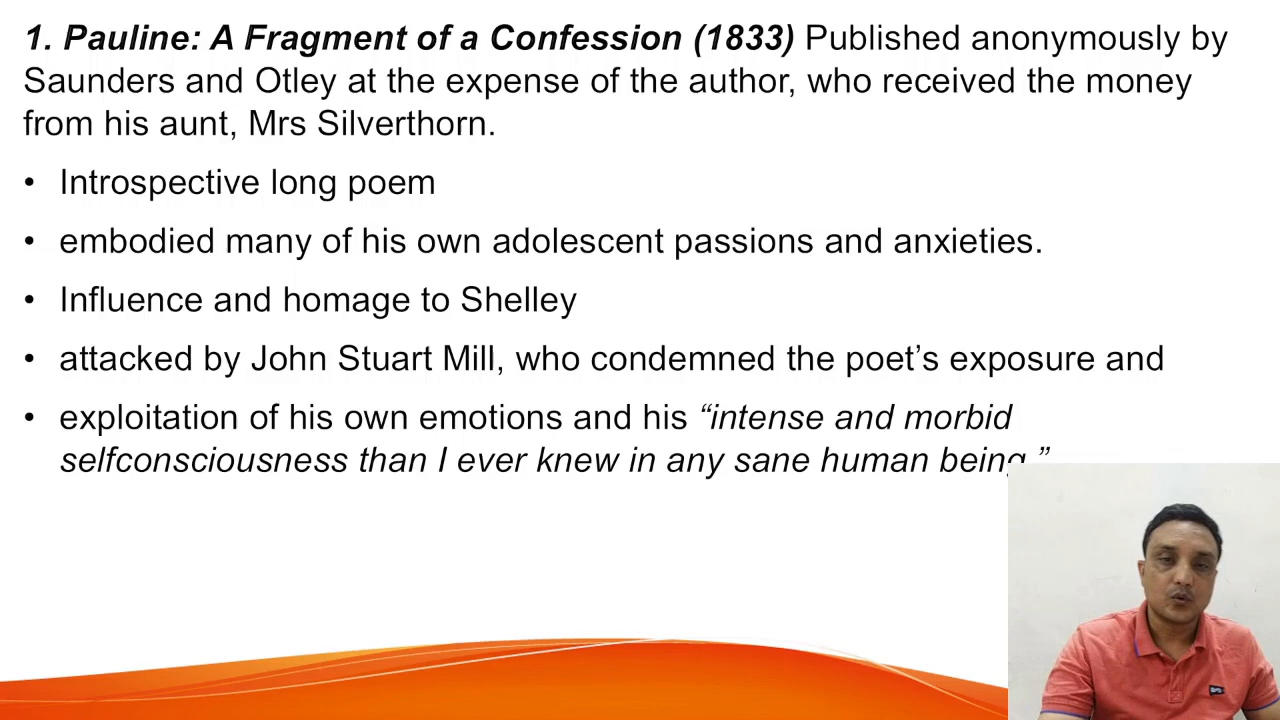 1. Pauline: A Fragment of a Confession (1833) Published anonymously by
Saunders and Otley at the expense of the author, who received the money
from his aunt, Mrs Silverthorn.
• Introspective long poem
• embodied many of his own adolescent passions and anxieties.
• Influence and homage to Shelley
• attacked by John Stuart Mill, who condemned the poet’s exposure and
• exploitation of his own emotions and his “intense and morbid
selfconsciousness than I ever knew in any sane human being.”